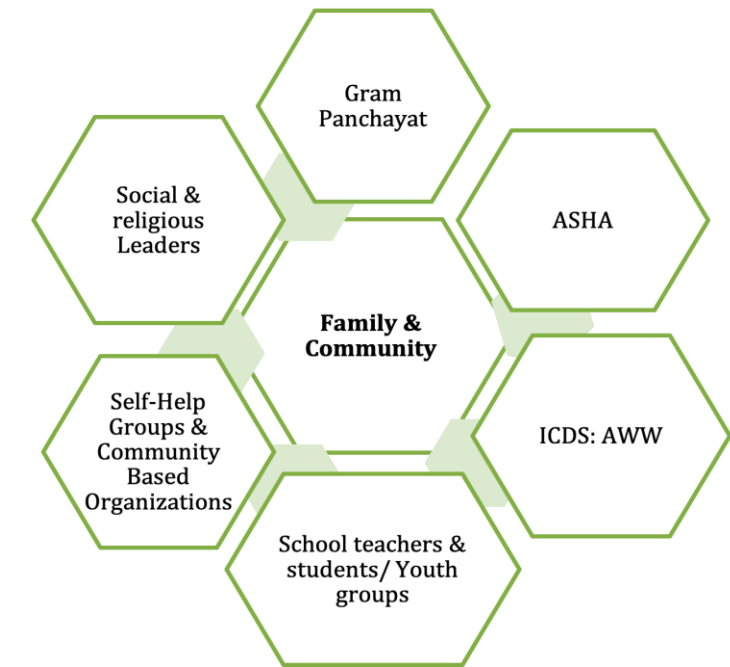 Gram
Panchayat
Social &
religious
Leaders
ASHA
Family &
Community
Self-Help
Groups &
Community
Based
Organizations
ICDS: AWW
School teachers &
students/ Youth
groups